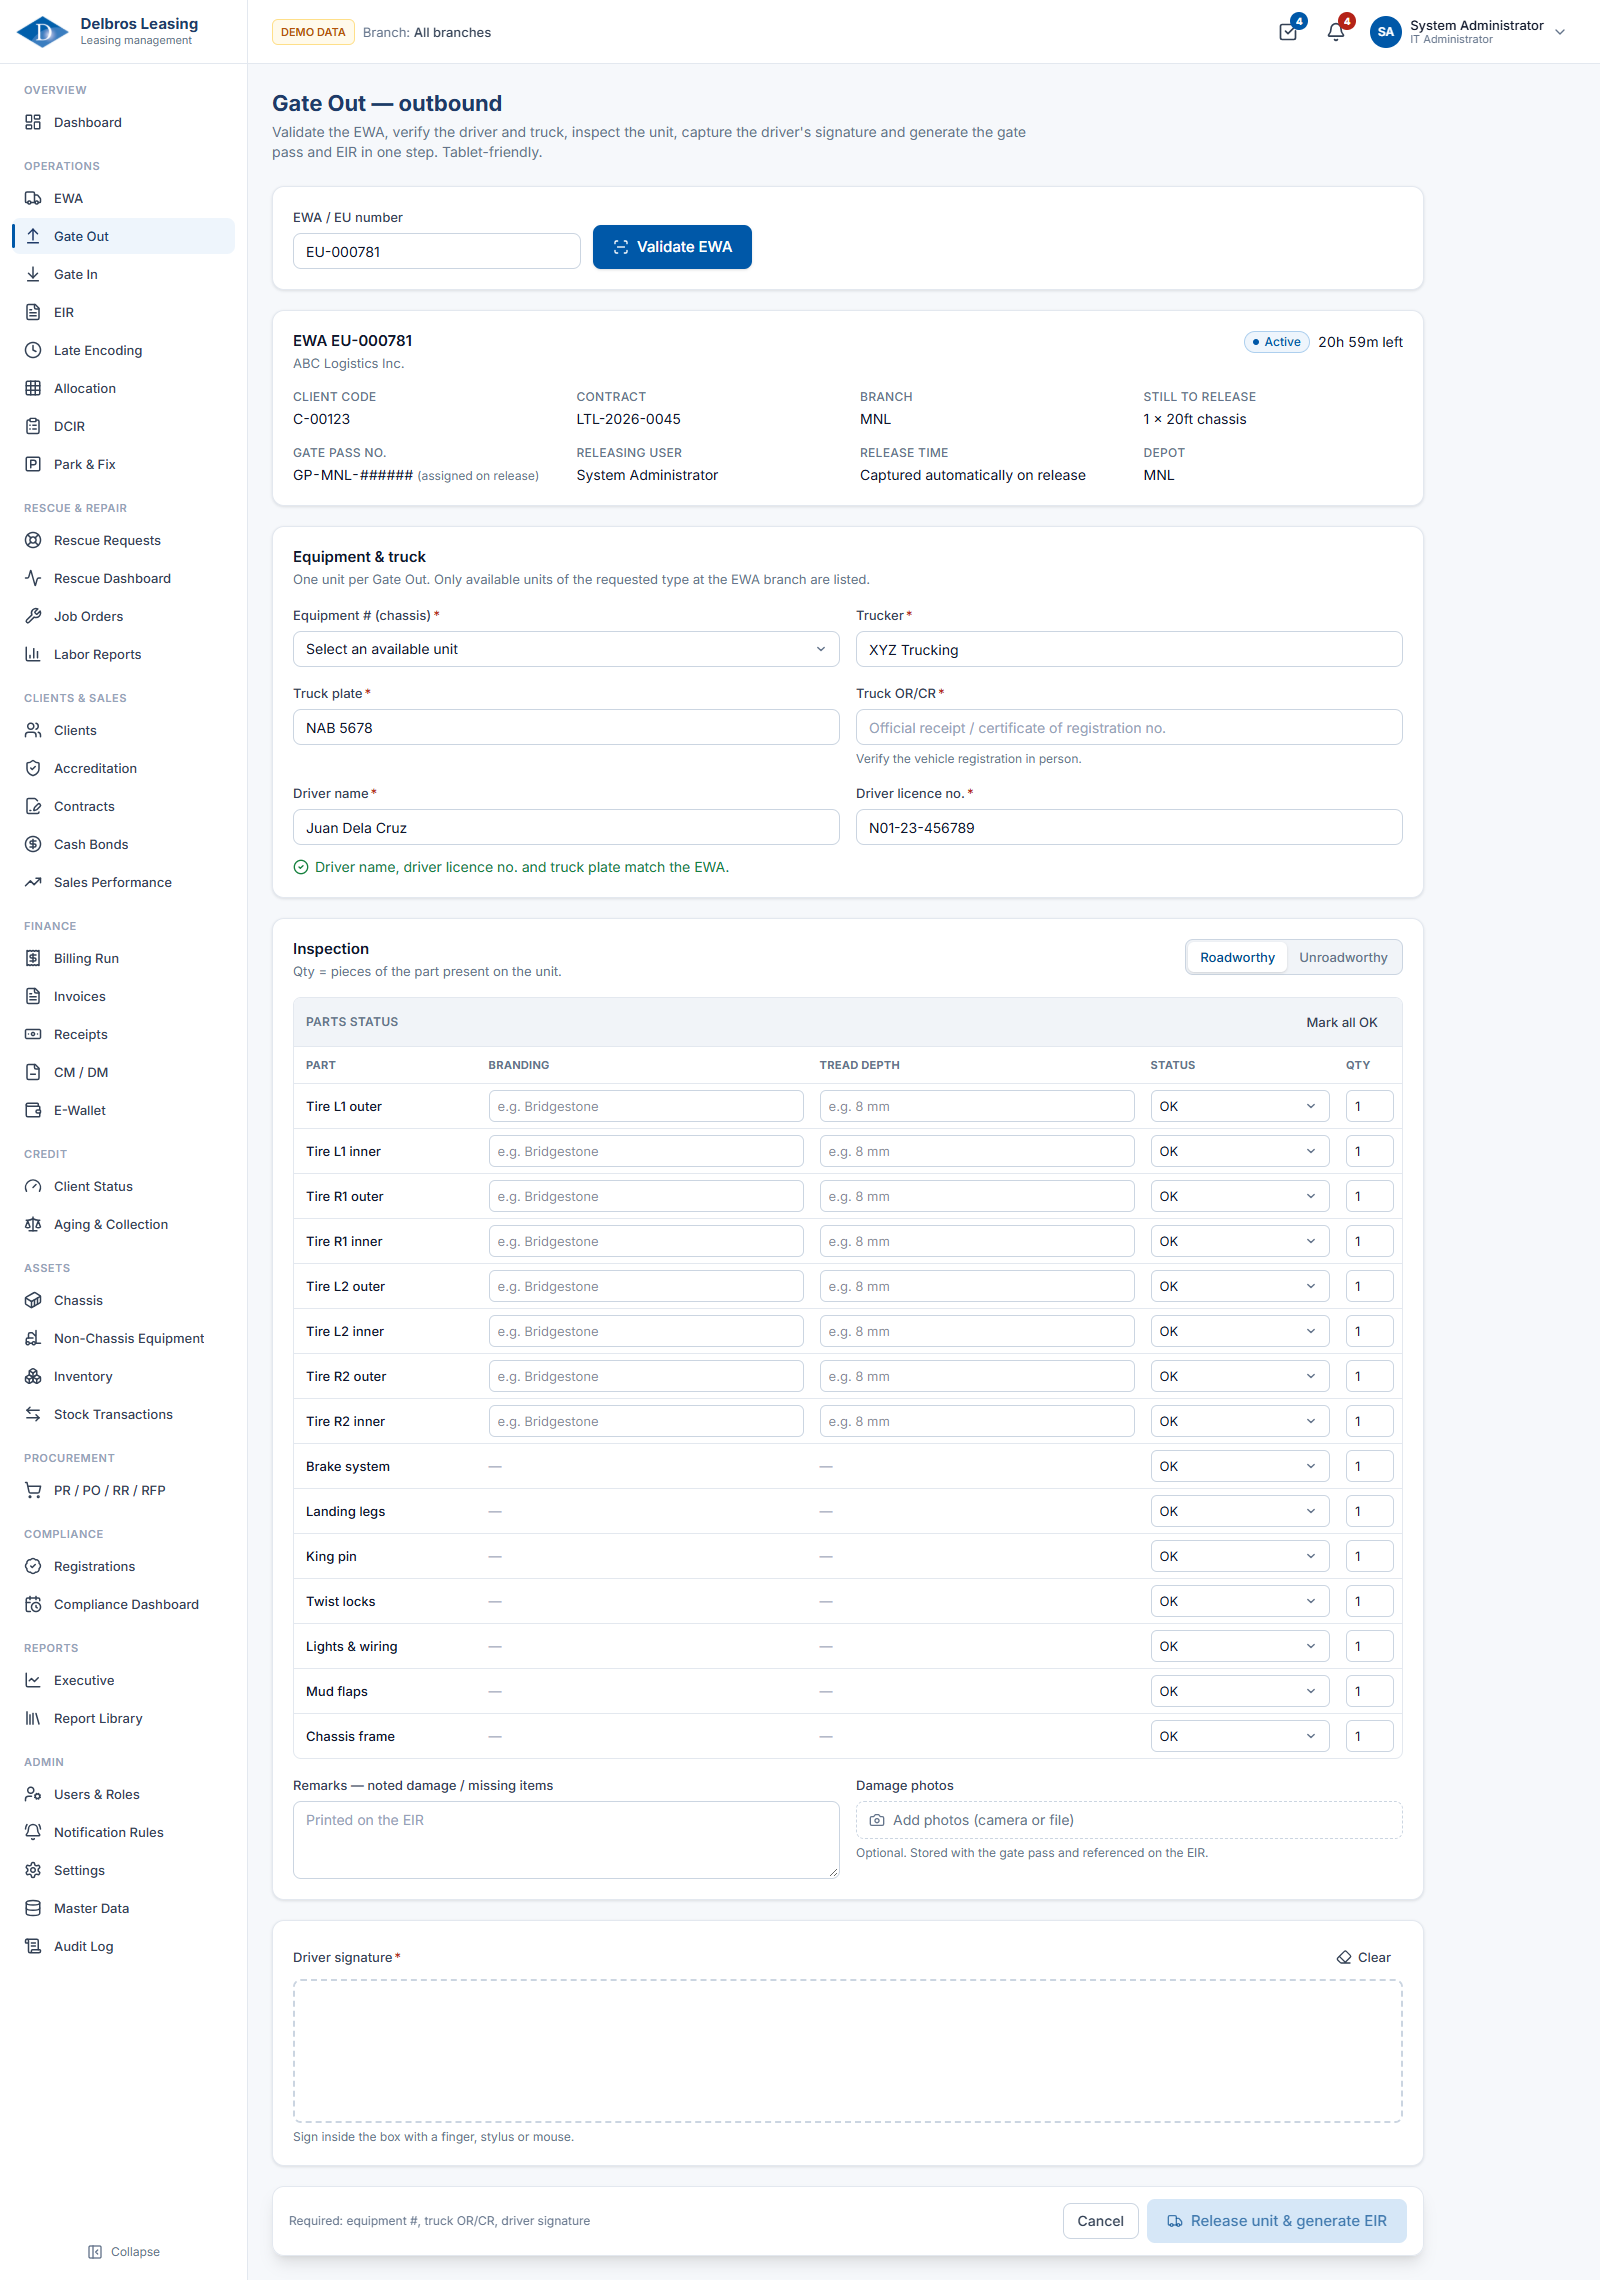 Delbros Leasing
Leasing management
DEMO DATA Branch: All branches
4
4
SA
System Administrator
IT Administrator
OVERVIEW
Dashboard
OPERATIONS
EWA
Gate Out
Gate In
EIR
Late Encoding
Allocation
DCIR
Park & Fix
RESCUE & REPAIR
Rescue Requests
Rescue Dashboard
Job Orders
Labor Reports
CLIENTS & SALES
Clients
Accreditation
Contracts
Cash Bonds
Sales Performance
FINANCE
Billing Run
Invoices
Receipts
CM / DM
E-Wallet
CREDIT
Client Status
Aging & Collection
ASSETS
Chassis
Non-Chassis Equipment
Inventory
Stock Transactions
PROCUREMENT
PR / PO / RR / RFP
COMPLIANCE
Registrations
Compliance Dashboard
REPORTS
Executive
Report Library
ADMIN
Users & Roles
Notification Rules
Settings
Master Data
Audit Log
Collapse
Gate Out — outbound
Validate the EWA, verify the driver and truck, inspect the unit, capture the driver's signature and generate the gate
pass and EIR in one step. Tablet-friendly.
EWA / EU number
EU-000781
Validate EWA
EWA EU-000781
Active 20h 59m left
ABC Logistics Inc.
CLIENT CODE CONTRACT BRANCH STILL TO RELEASE
C-00123 LTL-2026-0045 MNL 1 × 20ft chassis
GATE PASS NO. RELEASING USER RELEASE TIME DEPOT
GP-MNL-###### (assigned on release) System Administrator Captured automatically on release MNL
Equipment & truck
One unit per Gate Out. Only available units of the requested type at the EWA branch are listed.
Equipment # (chassis) * Trucker *
Select an available unit XYZ Trucking
Truck plate * Truck OR/CR *
NAB 5678 Official receipt / certificate of registration no.
Verify the vehicle registration in person.
Driver name * Driver licence no. *
Juan Dela Cruz N01-23-456789
Driver name, driver licence no. and truck plate match the EWA.
Inspection
Qty = pieces of the part present on the unit.
Roadworthy Unroadworthy
PARTS STATUS Mark all OK
PART BRANDING TREAD DEPTH STATUS QTY
Tire L1 outer e.g. Bridgestone e.g. 8 mm OK 1
Tire L1 inner e.g. Bridgestone e.g. 8 mm OK 1
Tire R1 outer e.g. Bridgestone e.g. 8 mm OK 1
Tire R1 inner e.g. Bridgestone e.g. 8 mm OK 1
Tire L2 outer e.g. Bridgestone e.g. 8 mm OK 1
Tire L2 inner e.g. Bridgestone e.g. 8 mm OK 1
Tire R2 outer e.g. Bridgestone e.g. 8 mm OK 1
Tire R2 inner e.g. Bridgestone e.g. 8 mm OK 1
Brake system — — OK 1
Landing legs — — OK 1
King pin — — OK 1
Twist locks — — OK 1
Lights & wiring — — OK 1
Mud flaps — — OK 1
Chassis frame — — OK 1
Remarks — noted damage / missing items Damage photos
Printed on the EIR Add photos (camera or file)
Optional. Stored with the gate pass and referenced on the EIR.
Driver signature * Clear
Sign inside the box with a finger, stylus or mouse.
Required: equipment #, truck OR/CR, driver signature
Cancel Release unit & generate EIR